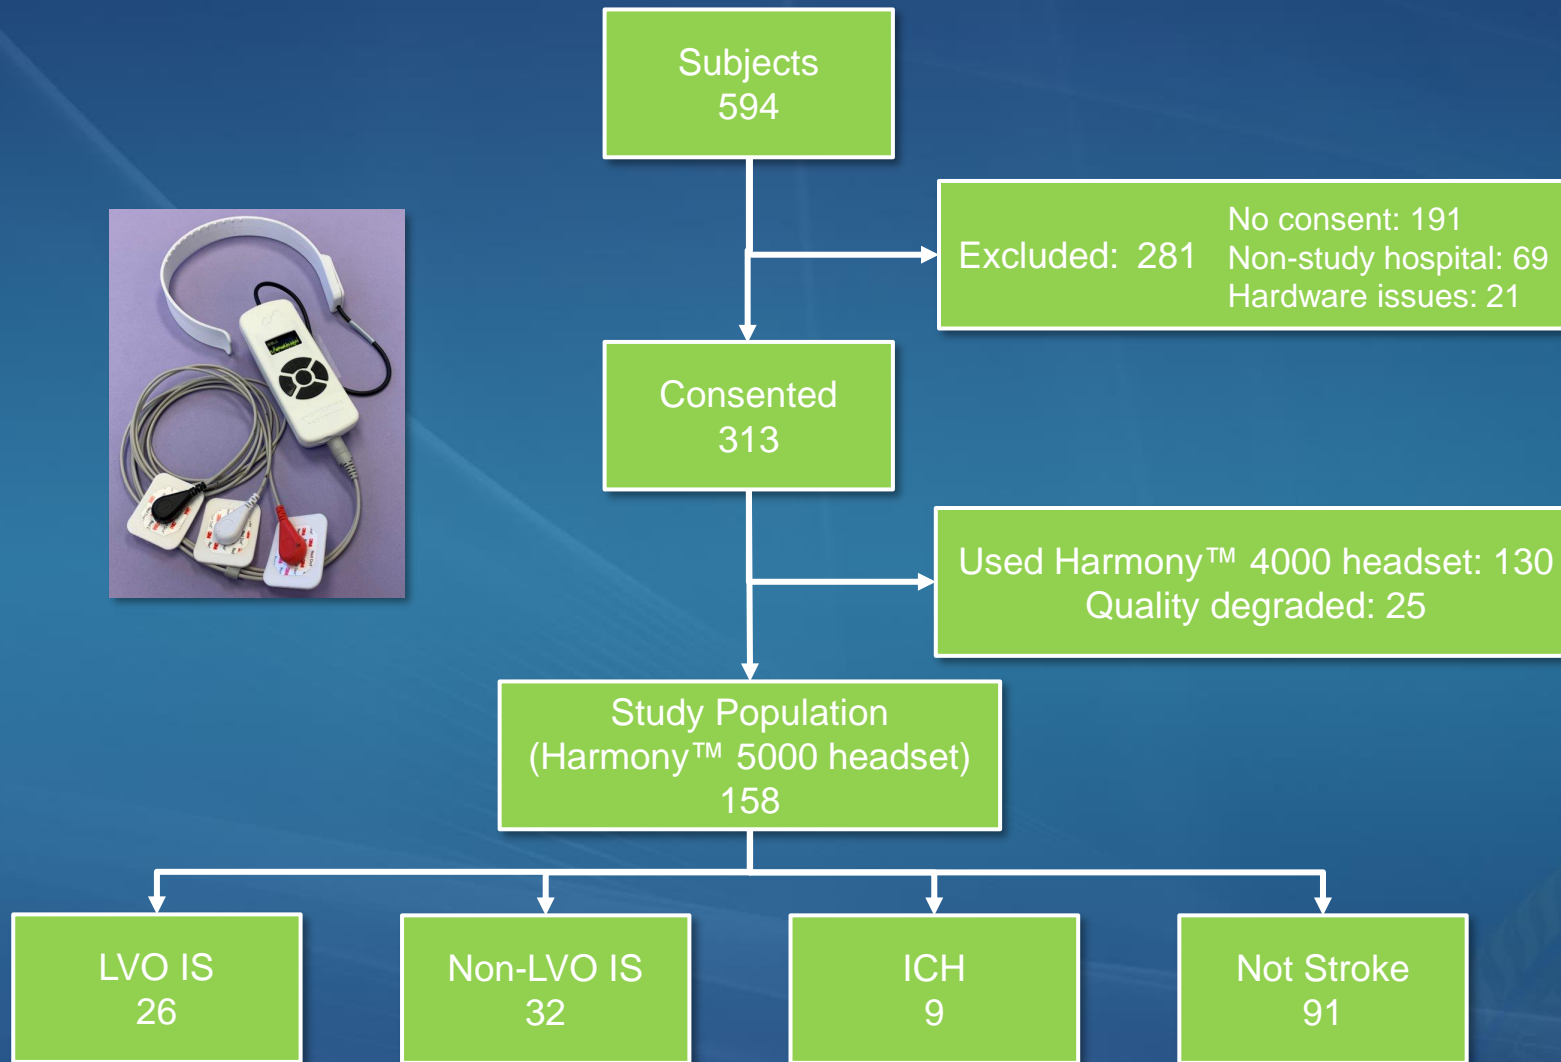 Subjects
594
Excluded: 281
No consent: 191
Non-study hospital: 69
Hardware issues: 21
Consented
313
Used Harmony™ 4000 headset: 130
Quality degraded: 25
Study Population
(Harmony™ 5000 headset)
158
LVO IS
26
Non-LVO IS
32
ICH
9
Not Stroke
91